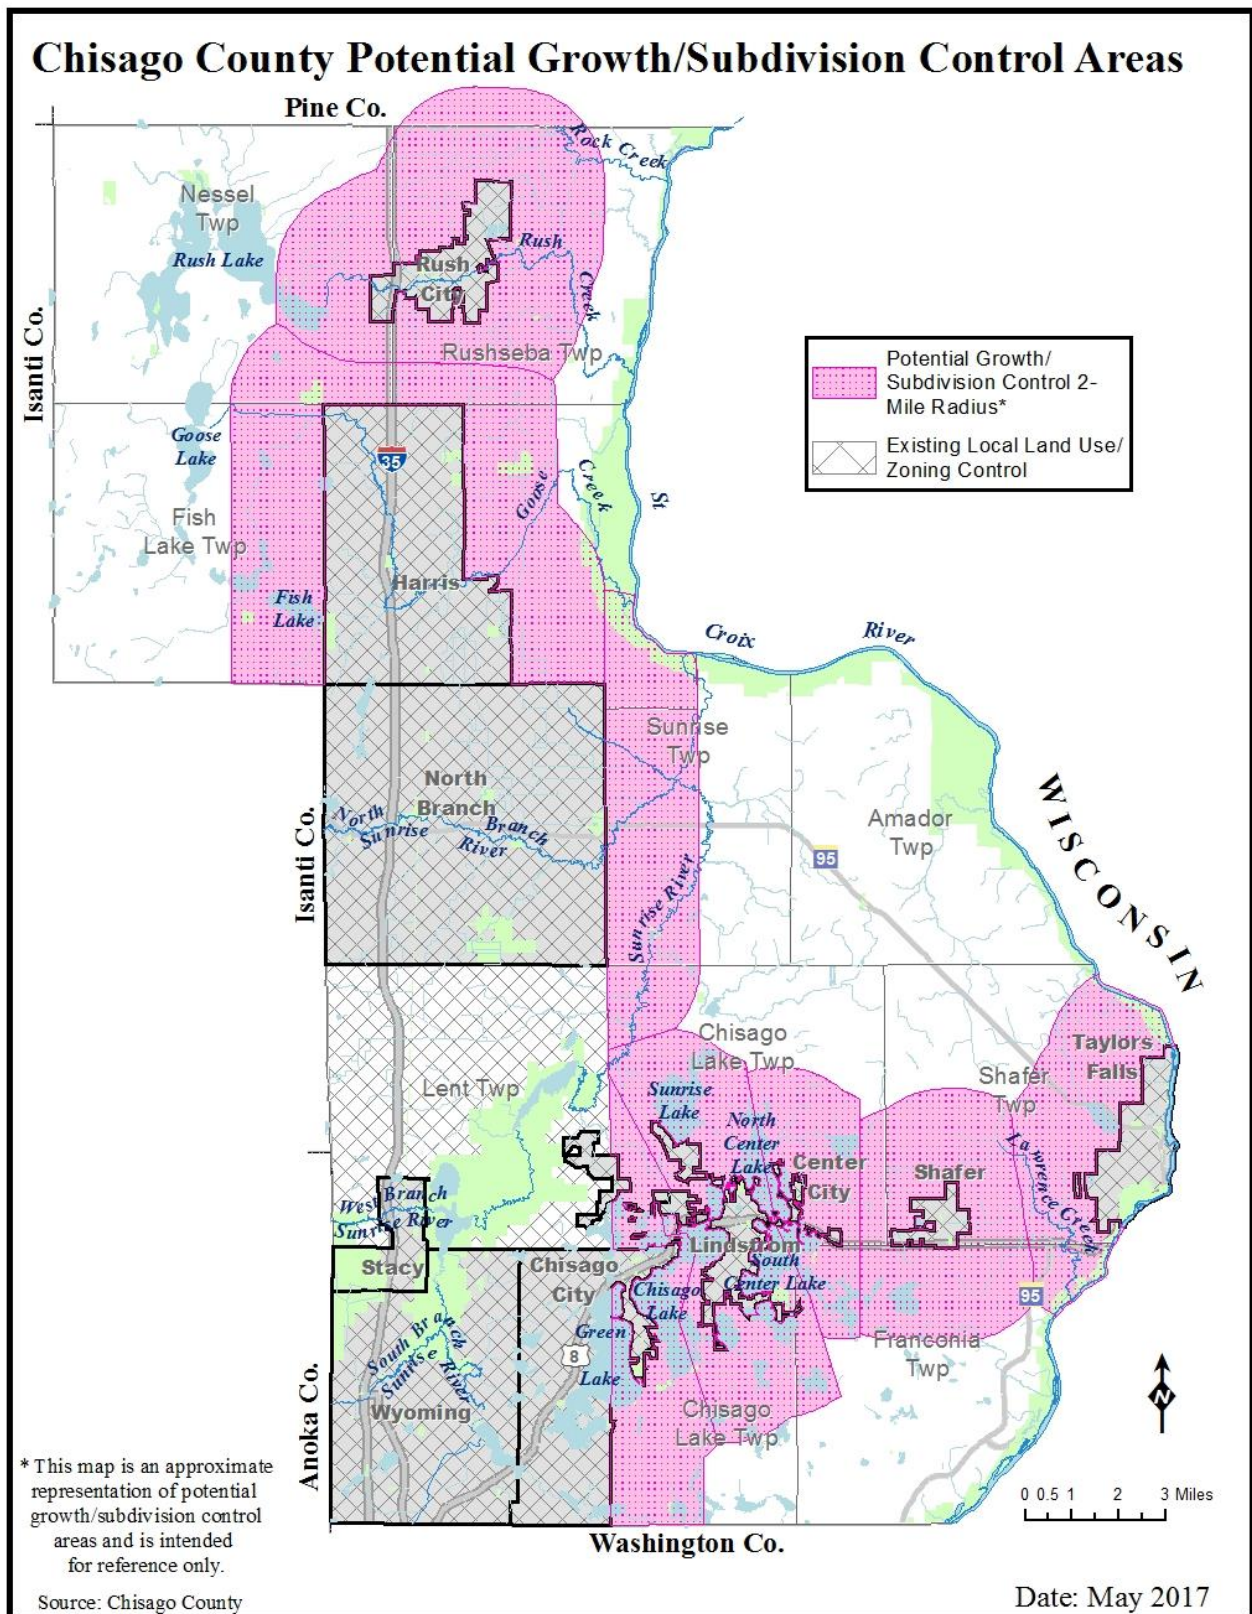 Chisago County Potential Growth/Subdivision Control Areas
Pine Co.
Rock Creek
Nessel
Twp
Rush Lake
Rush
Creek
Rush
City
Rushseba Twp
Isanti Co.
Potential Growth/
Subdivision Control 2-
Mile Radius*
Existing Local Land Use/
Zoning Control
Goose
Lake
35
Goose
Creek
St
Fish
Lake Twp
Harris
Fish
Lake
Croix
River
Sunrise
Twp
North
Branch
North
Sunrise
Branch
River
Isanti Co.
Amador
Twp
95
WISCONSIN
Sunrise River
Chisago
Lake Twp
Taylors
Falls
Shafer
Twp
Lent Twp
Sunrise
Lake
North
Center
Lake
Center
City
Shafer
Lawrence Creek
West Branch
Sunrise River
Stacy
Chisago
City
Lindstrom
South
Center Lake
Chisago
Lake
95
Green
Lake
8
Franconia
Twp
South Branch
Sunrise River
Wyoming
Chisago
Lake Twp
Anoka Co.
N
* This map is an approximate
representation of potential
growth/subdivision control
areas and is intended
for reference only.
0 0.5 1 2 3 Miles
Washington Co.
Source: Chisago County
Date: May 2017